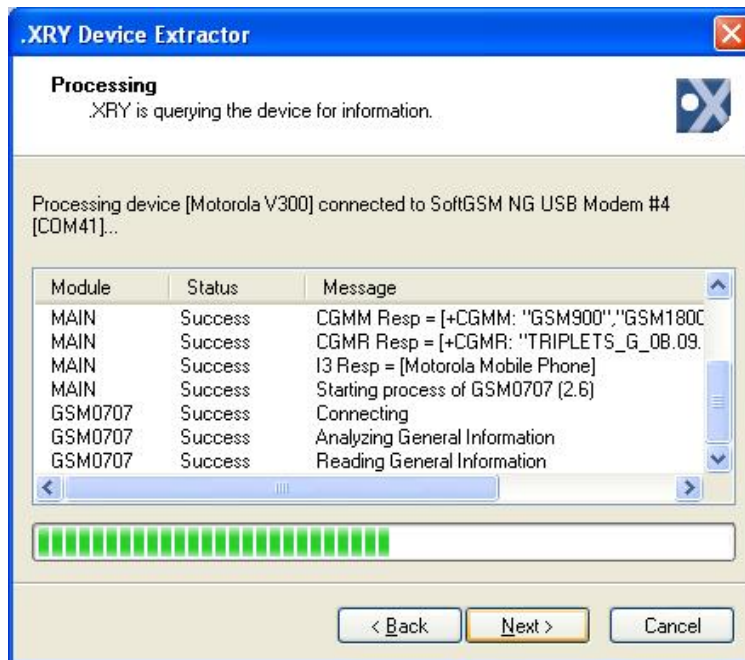 .XRY Device Extractor
Processing
.XRY is querying the device for information.
Processing device [Motorola V300] connected to SoftGSM NG USB Modem #4
[COM41]...
Module Status Message
MAIN Success CGMM Resp = [+CGMM: "GSM900","GSM1800
MAIN Success CGMR Resp = [+CGMR: "TRIPLETS_G_0B.09.
MAIN Success I3 Resp = [Motorola Mobile Phone]
MAIN Success Starting process of GSM0707 (2.6)
GSM0707 Success Connecting
GSM0707 Success Analyzing General Information
GSM0707 Success Reading General Information
< Back Next > Cancel